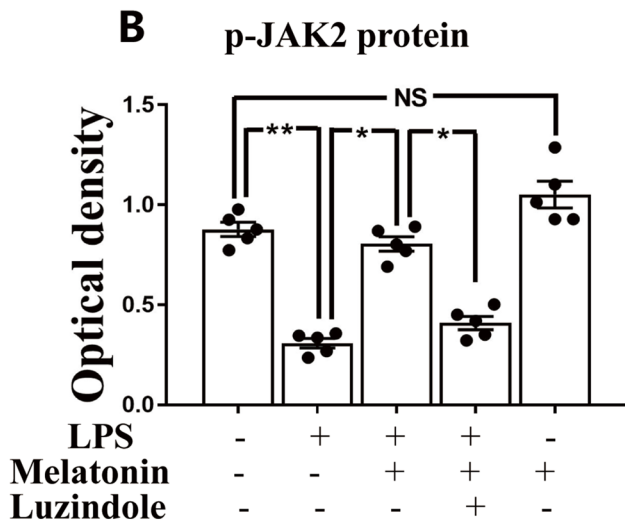 B p-JAK2 protein
NS
** * *
Optical density
1.5
1.0
0.5
0.0
LPS - + + + -
Melatonin - - + + +
Luzindole - - - + -